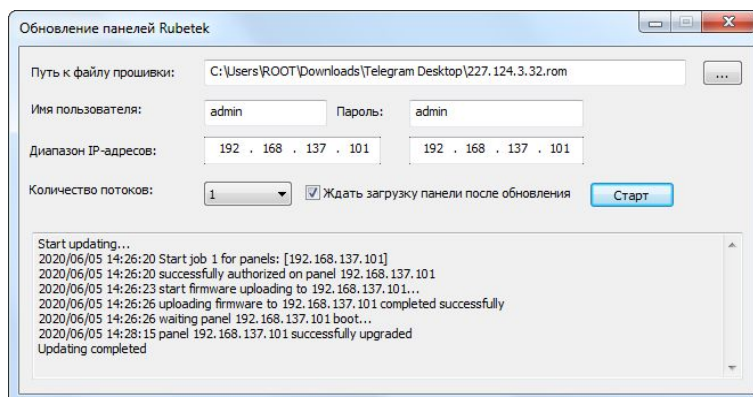 Обновление панелей Rubetek
Путь к файлу прошивки: C:\Users\ROOT\Downloads\Telegram Desktop\227.124.3.32.rom ...
Имя пользователя: admin Пароль: admin
Диапазон IP-адресов: 192 . 168 . 137 . 101 192 . 168 . 137 . 101
Количество потоков: 1 Ждать загрузку панели после обновления Старт
Start updating...
2020/06/05 14:26:20 Start job 1 for panels: [192.168.137.101]
2020/06/05 14:26:20 successfully authorized on panel 192.168.137.101
2020/06/05 14:26:23 start firmware uploading to 192.168.137.101...
2020/06/05 14:26:26 uploading firmware to 192.168.137.101 completed successfully
2020/06/05 14:26:26 waiting panel 192.168.137.101 boot...
2020/06/05 14:28:15 panel 192.168.137.101 successfully upgraded
Updating completed